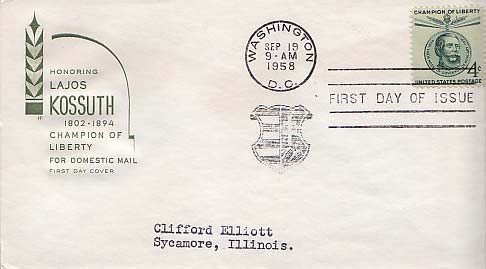 HONORING
LAJOS
KOSSUTH
1802-1894
CHAMPION OF
LIBERTY
FOR DOMESTIC MAIL
FIRST DAY COVER
WASHINGTON
SEP 19
9-AM
1958
D.C.
CHAMPION OF LIBERTY
4¢
UNITED STATES POSTAGE
FIRST DAY OF ISSUE
Clifford Elliott
Sycamore, Illinois.